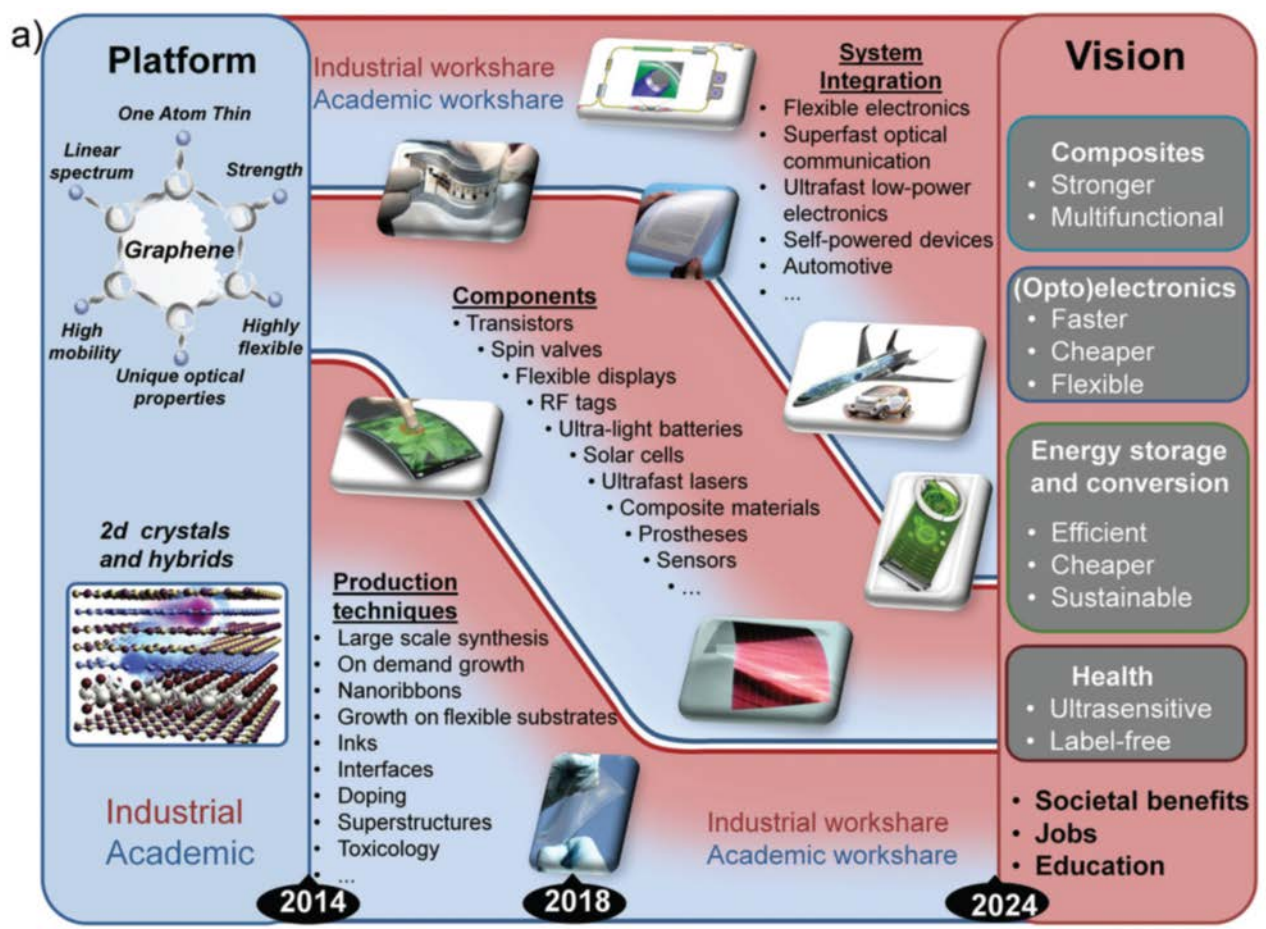 a)
Platform
One Atom Thin
Linear
spectrum
Strength
Graphene
High
mobility
Highly
flexible
Unique optical
properties
2d crystals
and hybrids
Industrial
Academic
Industrial workshare
Academic workshare
System
Integration
• Flexible electronics
• Superfast optical
communication
• Ultrafast low-power
electronics
• Self-powered devices
• Automotive
• ...
Components
• Transistors
• Spin valves
• Flexible displays
• RF tags
• Ultra-light batteries
• Solar cells
• Ultrafast lasers
• Composite materials
• Prostheses
• Sensors
• ...
Production
techniques
• Large scale synthesis
• On demand growth
• Nanoribbons
• Growth on flexible substrates
• Inks
• Interfaces
• Doping
• Superstructures
• Toxicology
• ...
Industrial workshare
Academic workshare
2014
2018
2024
Vision
Composites
• Stronger
• Multifunctional
(Opto)electronics
• Faster
• Cheaper
• Flexible
Energy storage
and conversion
• Efficient
• Cheaper
• Sustainable
Health
• Ultrasensitive
• Label-free
• Societal benefits
• Jobs
• Education